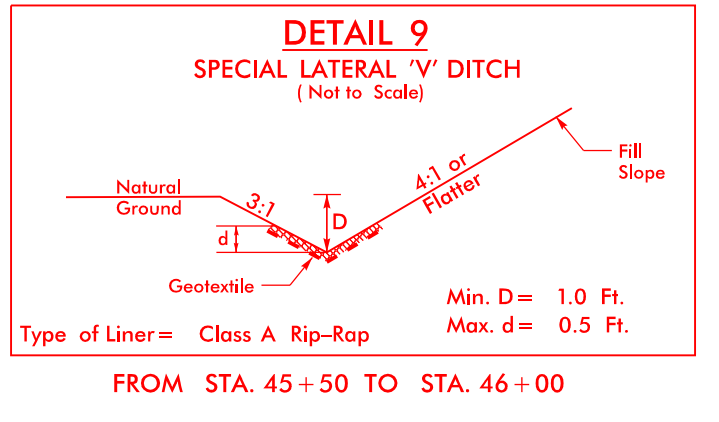 DETAIL 9
SPECIAL LATERAL 'V' DITCH
( Not to Scale)
Natural
Ground
3:1
D
d
4:1 or
Flatter
Fill
Slope
Geotextile
Min. D = 1.0 Ft.
Max. d = 0.5 Ft.
Type of Liner = Class A Rip-Rap
FROM STA. 45+50 TO STA. 46+00